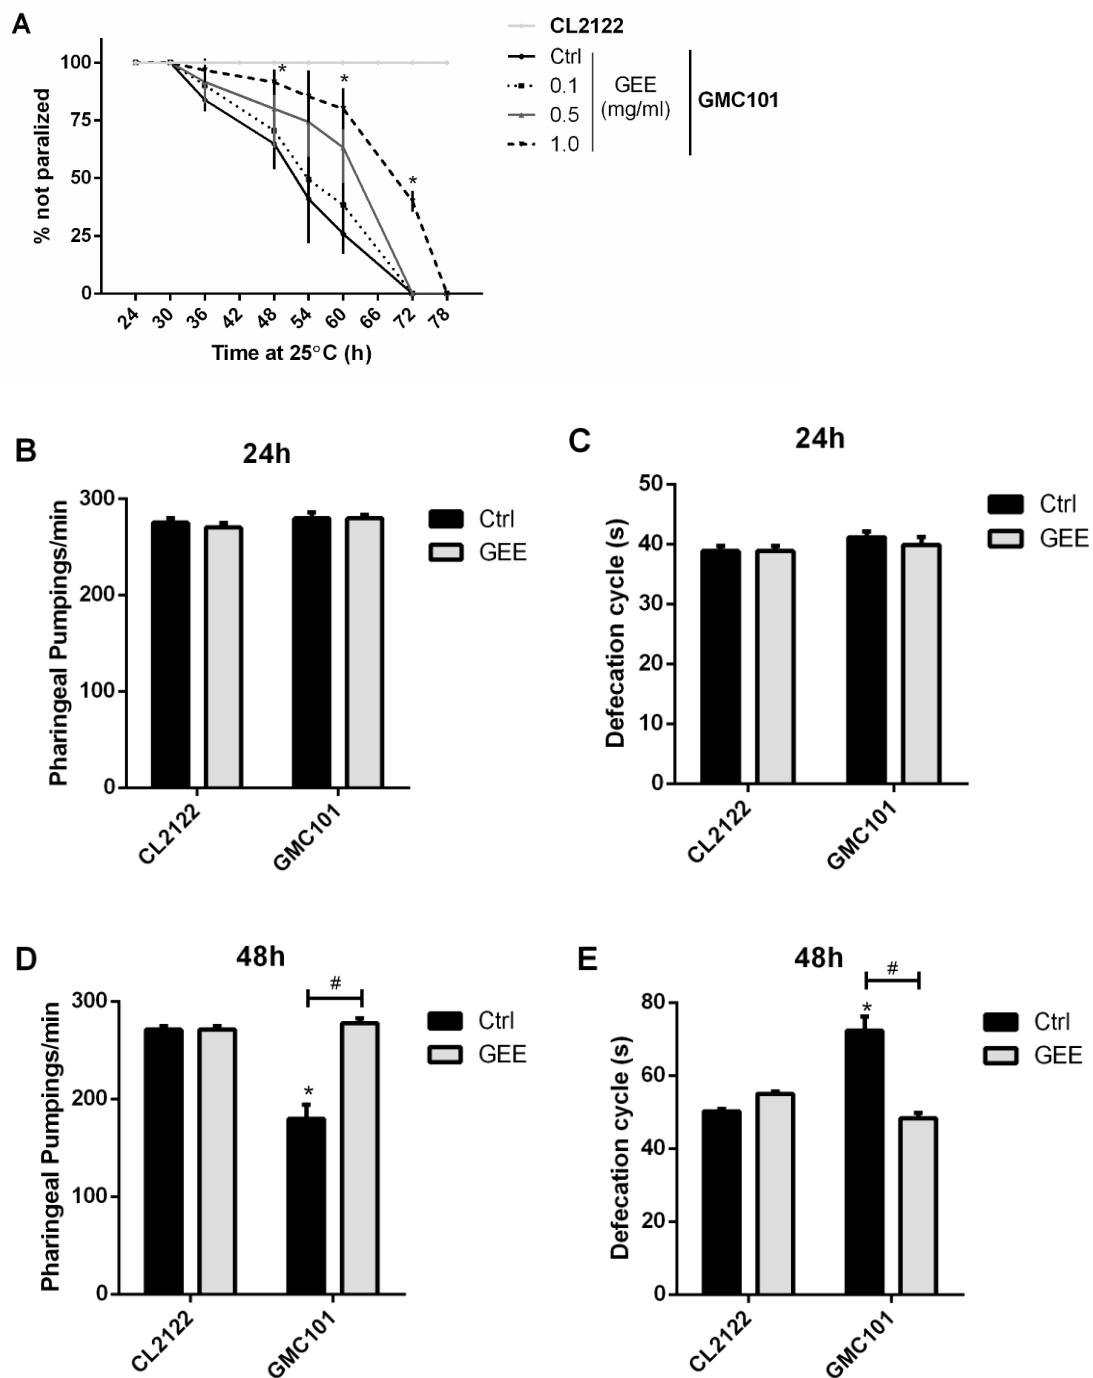 A
CL2122
Ctrl
0.1
0.5
1.0
GEE
(mg/ml)
GMC101
% not paralized
100
75
50
25
0
*
*
*
24
30
36
42
48
54
60
66
72
78
Time at 25°C (h)
B
24h
Pharingeal Pumpings/min
300
200
100
0
CL2122
GMC101
Ctrl
GEE
C
24h
Defecation cycle (s)
50
40
30
20
10
0
CL2122
GMC101
Ctrl
GEE
D
48h
Pharingeal Pumpings/min
300
200
100
0
#
*
CL2122
GMC101
Ctrl
GEE
E
48h
Defecation cycle (s)
80
60
40
20
0
#
*
CL2122
GMC101
Ctrl
GEE